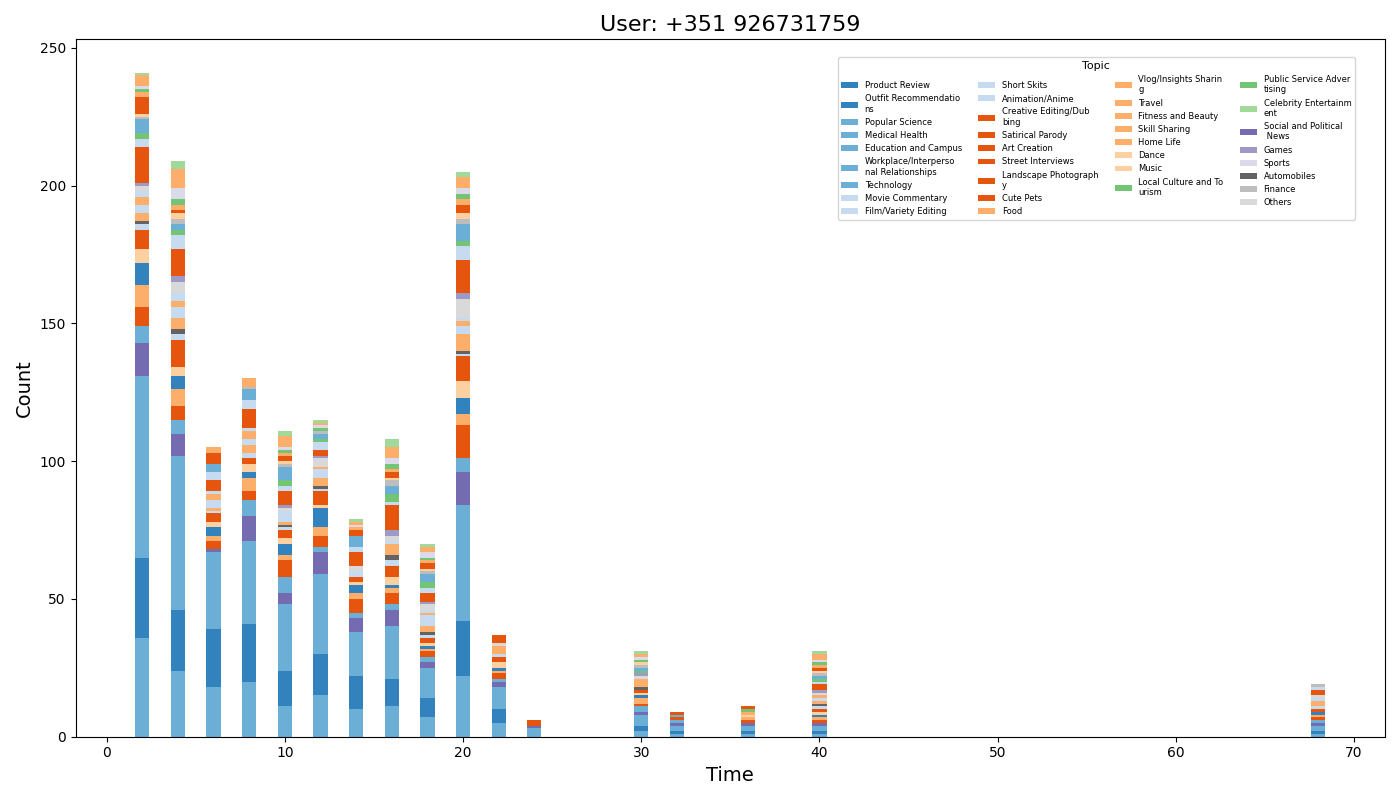 User: +351 926731759
250
200
150
100
50
0
Count
0 10 20 30 40 50 60 70
Time
Topic
Product Review
Outfit Recommendatio
ns
Popular Science
Medical Health
Education and Campus
Workplace/Interperso
nal Relationships
Technology
Movie Commentary
Film/Variety Editing
Short Skits
Animation/Anime
Creative Editing/Dub
bing
Satirical Parody
Art Creation
Street Interviews
Landscape Photograph
y
Cute Pets
Food
Vlog/Insights Sharin
g
Travel
Fitness and Beauty
Skill Sharing
Home Life
Dance
Music
Local Culture and To
urism
Public Service Adver
tising
Celebrity Entertainm
ent
Social and Political
News
Games
Sports
Automobiles
Finance
Others